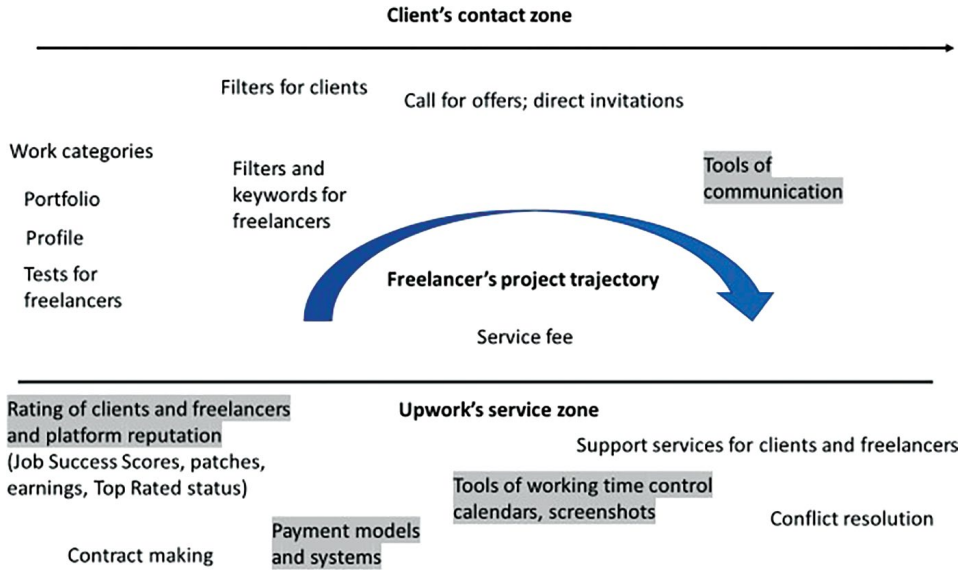 Client's contact zone
Filters for clients
Call for offers; direct invitations
Work categories
Portfolio
Profile
Tests for
freelancers
Filters and
keywords for
freelancers
Tools of
communication
Freelancer's project trajectory
Service fee
Upwork's service zone
Rating of clients and freelancers
and platform reputation
(Job Success Scores, patches,
earnings, Top Rated status)
Support services for clients and freelancers
Tools of working time control
calendars, screenshots
Conflict resolution
Payment models
and systems
Contract making